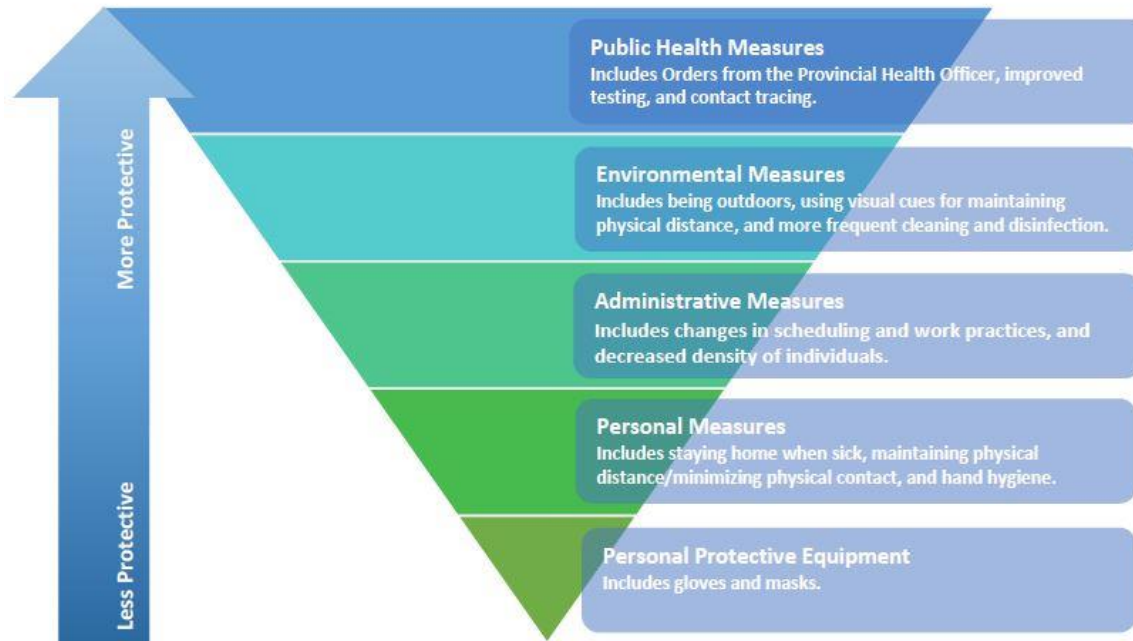 More Protective
Less Protective
Public Health Measures
Includes Orders from the Provincial Health Officer, improved
testing, and contact tracing.
Environmental Measures
Includes being outdoors, using visual cues for maintaining
physical distance, and more frequent cleaning and disinfection.
Administrative Measures
Includes changes in scheduling and work practices, and
decreased density of individuals.
Personal Measures
Includes staying home when sick, maintaining physical
distance/minimizing physical contact, and hand hygiene.
Personal Protective Equipment
Includes gloves and masks.